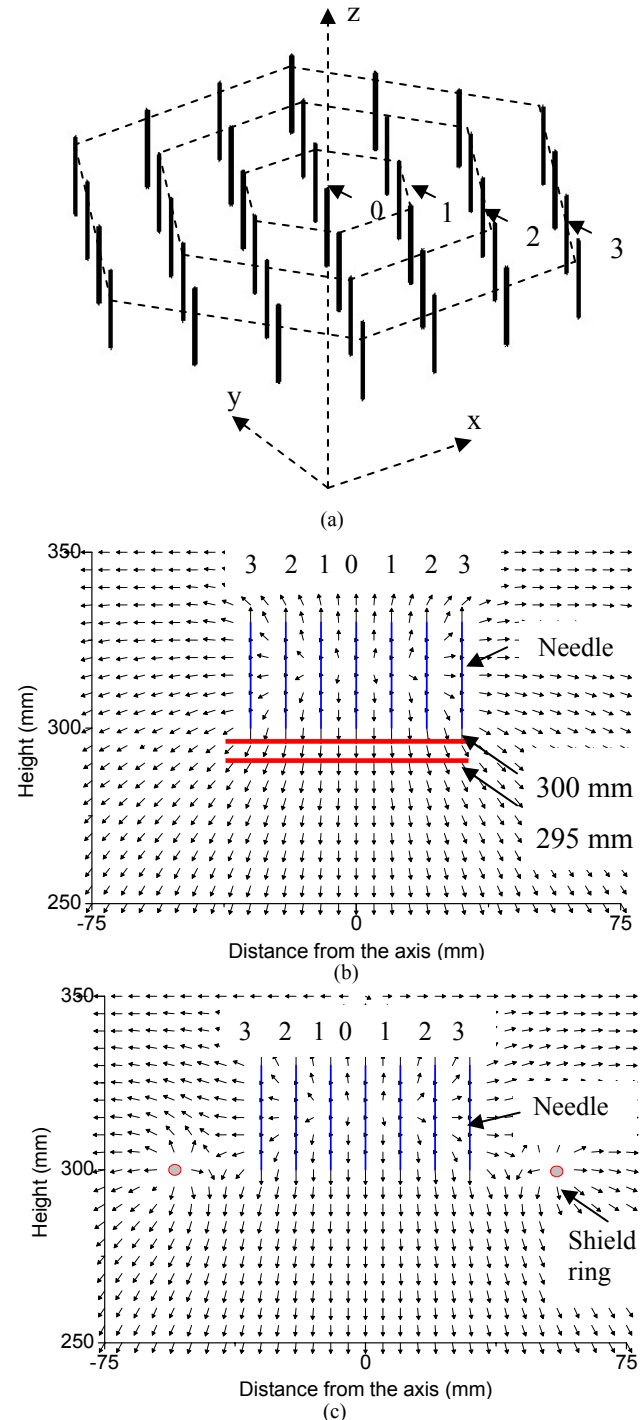 z
0
1
2
3
y
x
(a)
350
3 2 1 0 1 2 3
Needle
300
Height (mm)
300 mm
295 mm
250
-75 0 75
Distance from the axis (mm)
(b)
350
3 2 1 0 1 2 3
Needle
300
Height (mm)
Shield
ring
250
-75 0 75
Distance from the axis (mm)
(c)